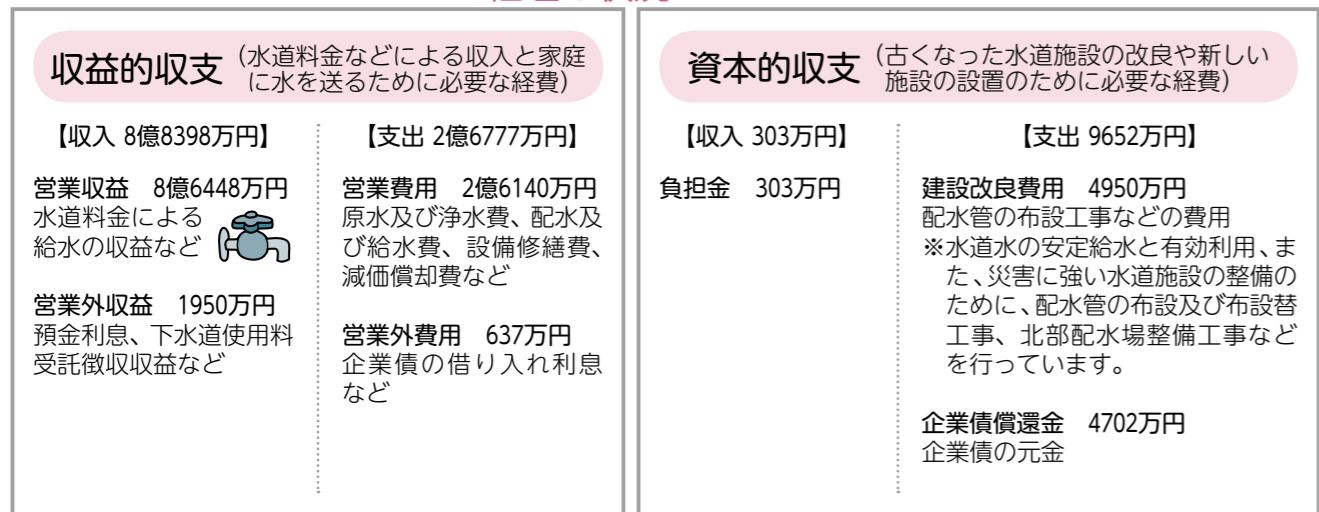 収益的収支
(水道料金などによる収入と家庭
に水を送るために必要な経費)
【収入 8億8398万円】
営業収益 8億6448万円
水道料金による
給水の収益など
営業外収益 1950万円
預金利息、下水道使用料
受託徴収収益など
【支出 2億6777万円】
営業費用 2億6140万円
原水及び浄水費、配水及
び給水費、設備修繕費、
減価償却費など
営業外費用 637万円
企業債の借り入れ利息
など
資本的収支
(古くなった水道施設の改良や新しい
施設の設置のために必要な経費)
【収入 303万円】
負担金 303万円
【支出 9652万円】
建設改良費用 4950万円
配水管の布設工事などの費用
※水道水の安定給水と有効利用、ま
た、災害に強い水道施設の整備の
ために、配水管の布設及び布設替
工事、北部配水場整備工事など
を行っています。
企業債償還金 4702万円
企業債の元金